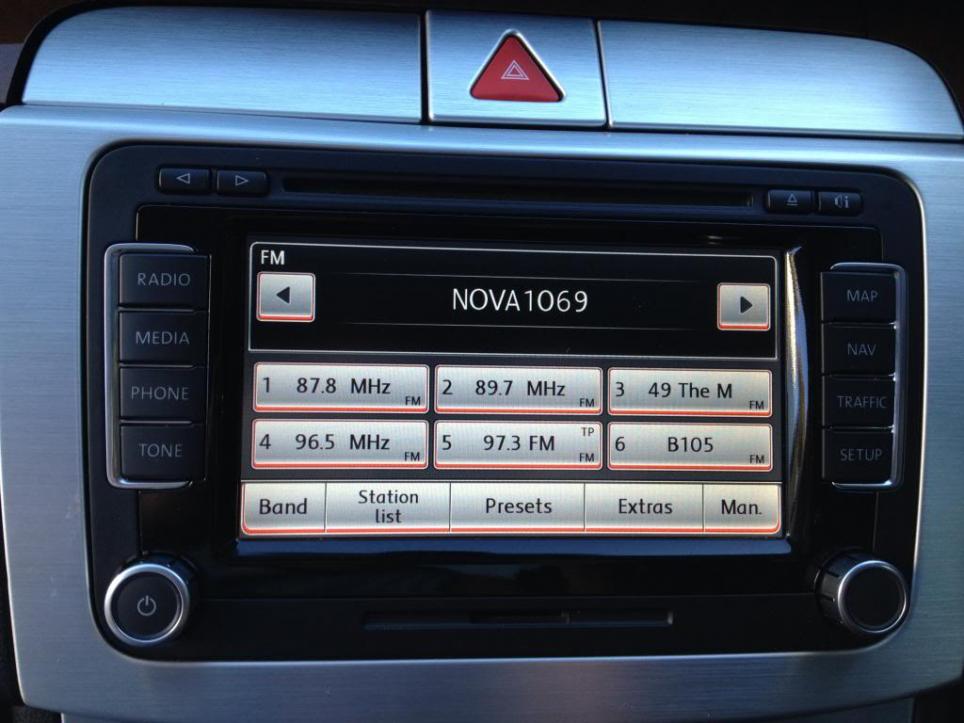 FM
NOVA1069
RADIO
MEDIA
PHONE
TONE
MAP
NAV
TRAFFIC
SETUP
1 87.8 MHz FM
2 89.7 MHz FM
3 49 The M FM
4 96.5 MHz FM
5 97.3 FM TP FM
6 B105 FM
Band
Station
list
Presets
Extras
Man.